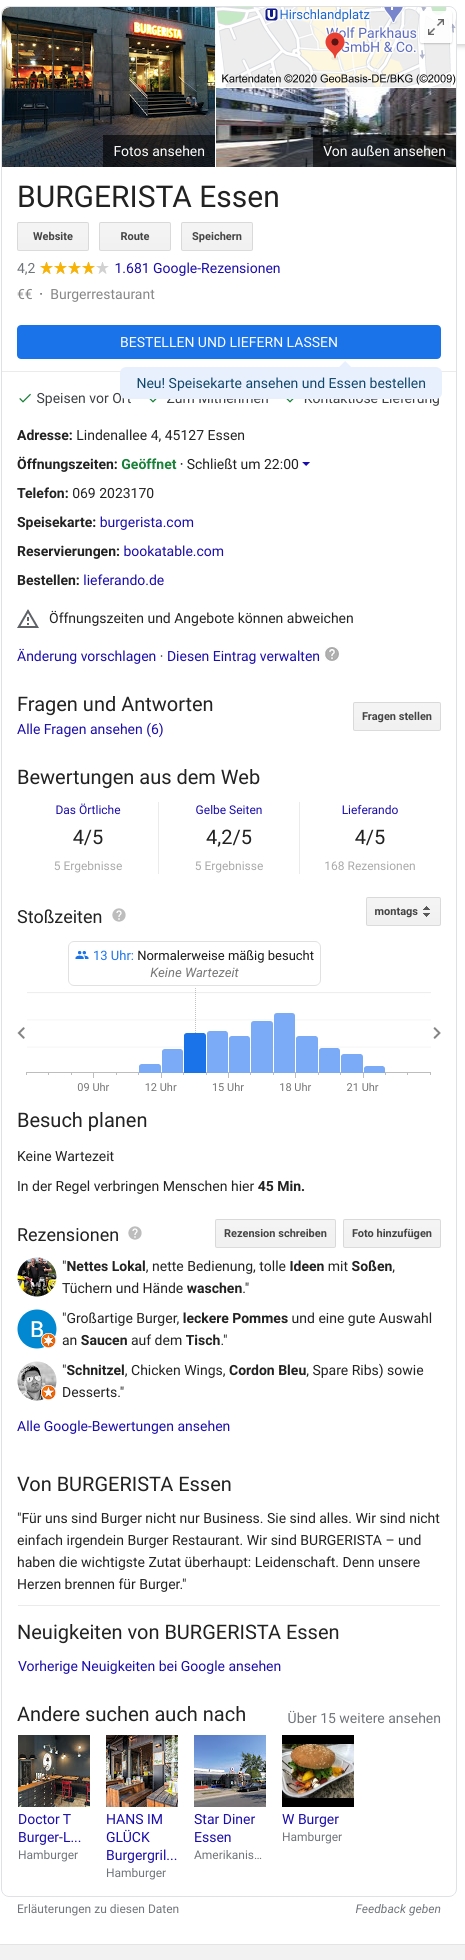 BURGERISTA
Hirschlandplatz
Wolf Parkhaus
GmbH & Co.
Kartendaten ©2020 GeoBasis-DE/BKG (©2009)
Fotos ansehen
Von außen ansehen
BURGERISTA Essen
Website
Route
Speichern
4,2
1.681 Google-Rezensionen
€€ · Burgerrestaurant
BESTELLEN UND LIEFERN LASSEN
Neu! Speisekarte ansehen und Essen bestellen
Speisen vor Ort
Zum Mitnehmen
Kontaktlose Lieferung
Adresse: Lindenallee 4, 45127 Essen
Öffnungszeiten: Geöffnet · Schließt um 22:00
Telefon: 069 2023170
Speisekarte: burgerista.com
Reservierungen: bookatable.com
Bestellen: lieferando.de
Öffnungszeiten und Angebote können abweichen
Änderung vorschlagen · Diesen Eintrag verwalten ?
Fragen und Antworten
Alle Fragen ansehen (6)
Fragen stellen
Bewertungen aus dem Web
Das Örtliche
4/5
5 Ergebnisse
Gelbe Seiten
4,2/5
5 Ergebnisse
Lieferando
4/5
168 Rezensionen
Stoßzeiten ?
montags
13 Uhr: Normalerweise mäßig besucht
Keine Wartezeit
09 Uhr
12 Uhr
15 Uhr
18 Uhr
21 Uhr
Besuch planen
Keine Wartezeit
In der Regel verbringen Menschen hier 45 Min.
Rezensionen ?
Rezension schreiben
Foto hinzufügen
"Nettes Lokal, nette Bedienung, tolle Ideen mit Soßen,
Tüchern und Hände waschen."
B
"Großartige Burger, leckere Pommes und eine gute Auswahl
an Saucen auf dem Tisch."
"Schnitzel, Chicken Wings, Cordon Bleu, Spare Ribs) sowie
Desserts."
Alle Google-Bewertungen ansehen
Von BURGERISTA Essen
"Für uns sind Burger nicht nur Business. Sie sind alles. Wir sind nicht
einfach irgendein Burger Restaurant. Wir sind BURGERISTA – und
haben die wichtigste Zutat überhaupt: Leidenschaft. Denn unsere
Herzen brennen für Burger."
Neuigkeiten von BURGERISTA Essen
Vorherige Neuigkeiten bei Google ansehen
Andere suchen auch nach
Über 15 weitere ansehen
Doctor T
Burger-L...
Hamburger
HANS IM
GLÜCK
Burgergril...
Hamburger
Star Diner
Essen
Amerikanis...
W Burger
Hamburger
Erläuterungen zu diesen Daten
Feedback geben